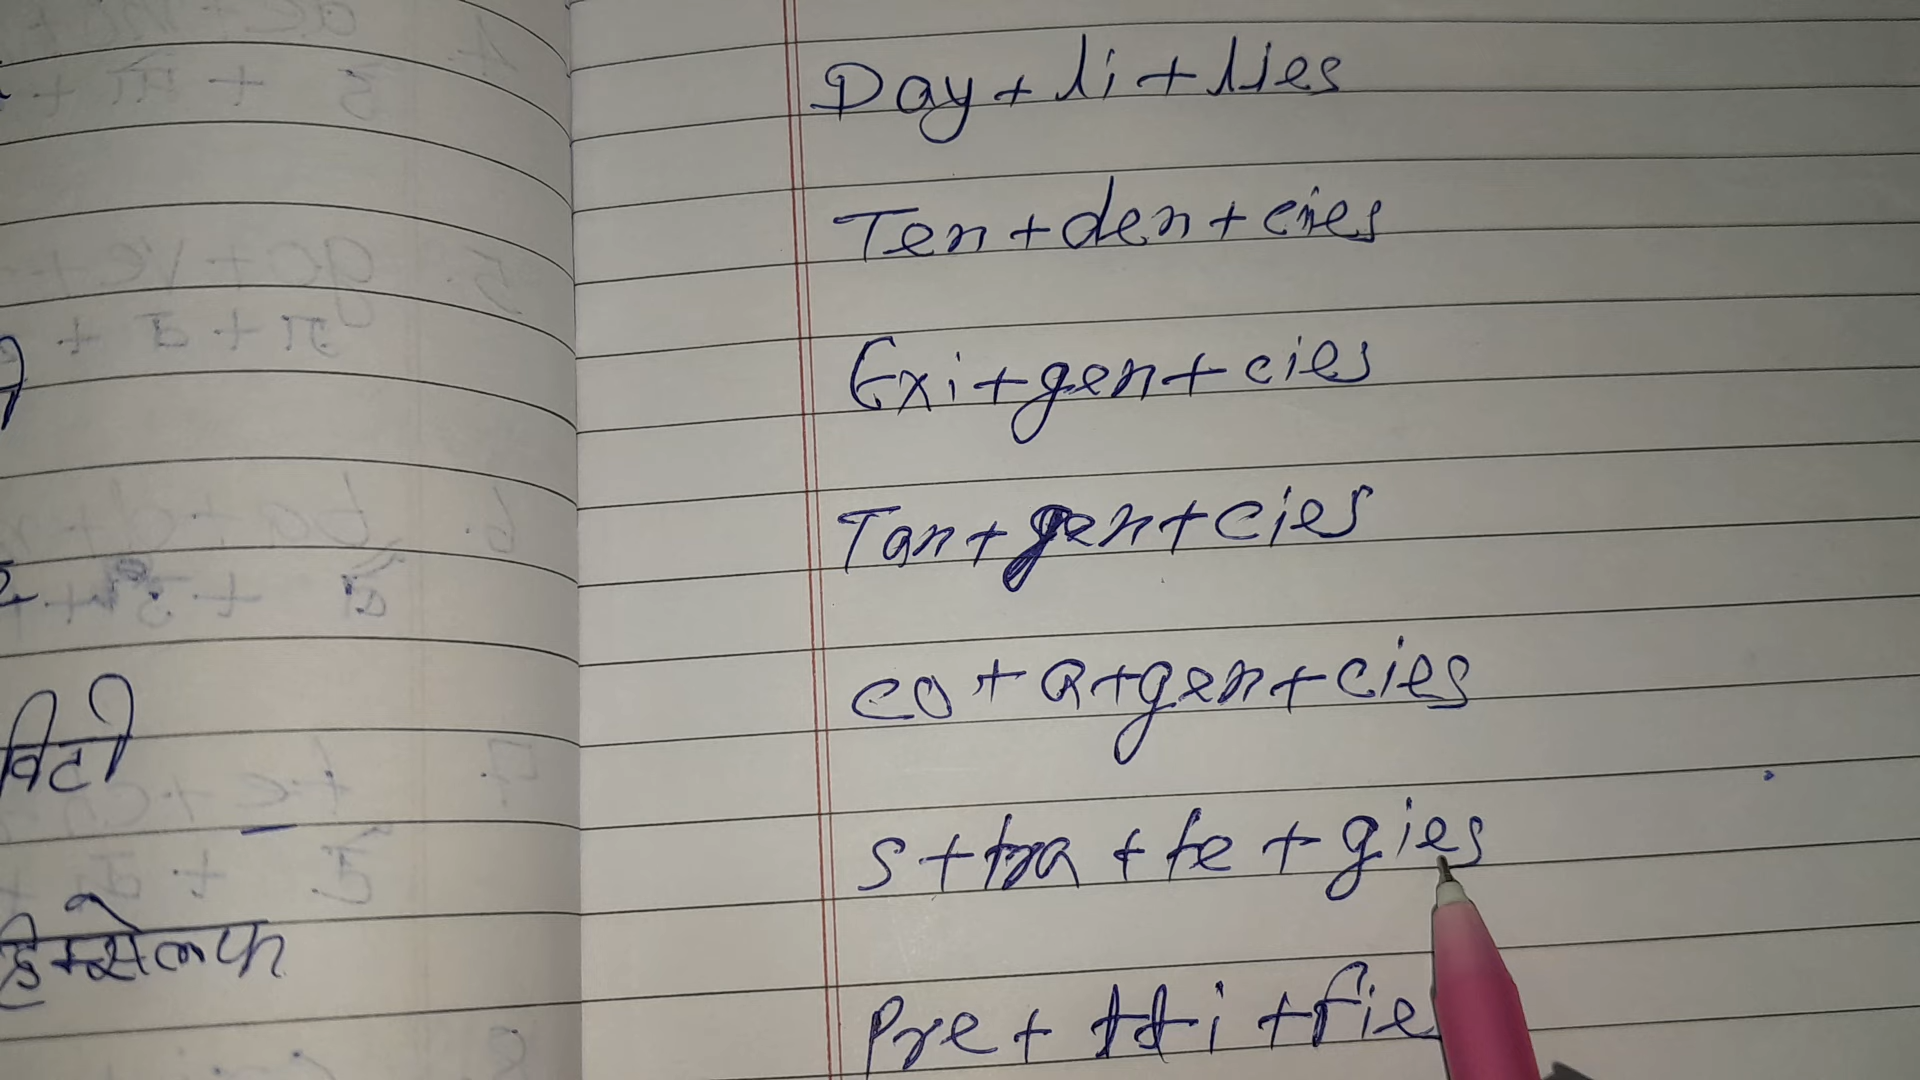 विटी
हिम्सेल्फ
Day + li + lies
Ten + den + cies
Exi + gen + cies
Tan + gen + cies
co + a + gen + cies
s + tra + te + gies
Pre + tti + fie